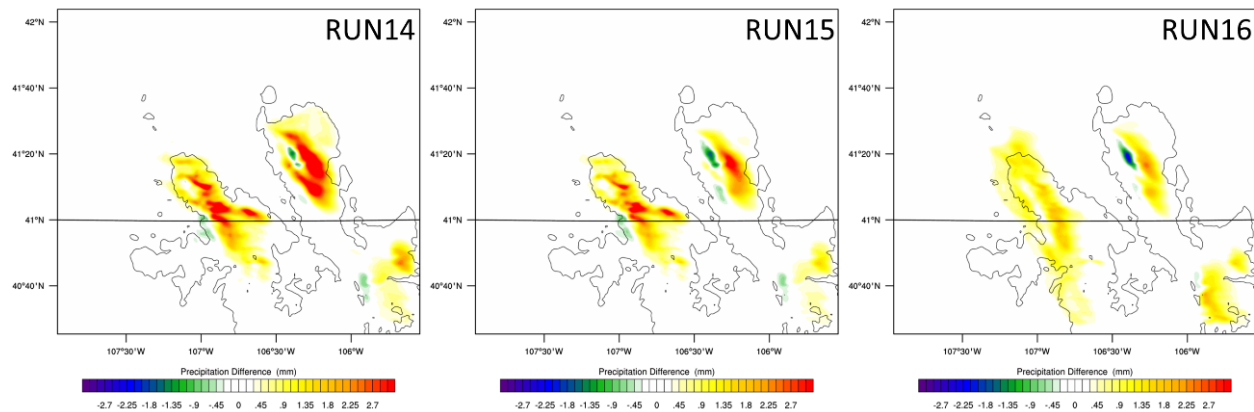 RUN14
42°N
41°40'N
41°20'N
41°N
40°40'N
107°30'W 107°W 106°30'W 106°W
Precipitation Difference (mm)
-2.7 -2.25 -1.8 -1.35 -.9 -.45 0 .45 .9 1.35 1.8 2.25 2.7
RUN15
42°N
41°40'N
41°20'N
41°N
40°40'N
107°30'W 107°W 106°30'W 106°W
Precipitation Difference (mm)
-2.7 -2.25 -1.8 -1.35 -.9 -.45 0 .45 .9 1.35 1.8 2.25 2.7
RUN16
42°N
41°40'N
41°20'N
41°N
40°40'N
107°30'W 107°W 106°30'W 106°W
Precipitation Difference (mm)
-2.7 -2.25 -1.8 -1.35 -.9 -.45 0 .45 .9 1.35 1.8 2.25 2.7